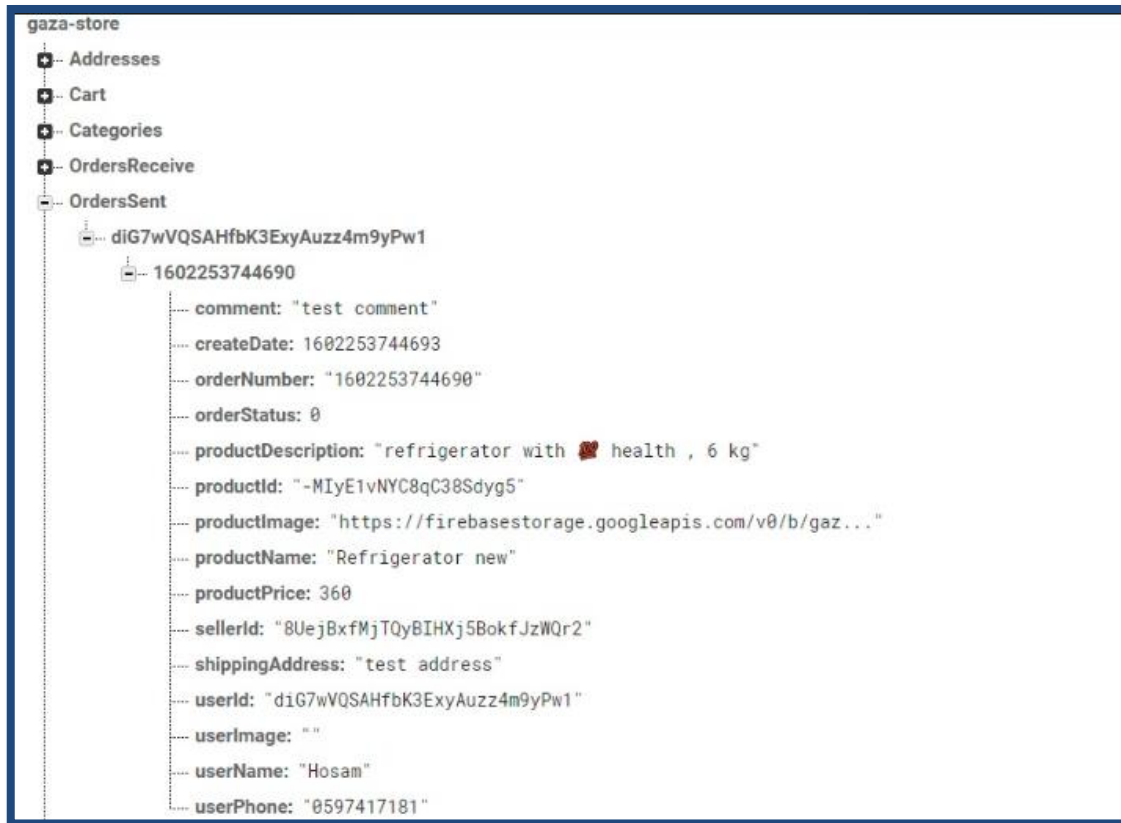 gaza-store
Addresses
Cart
Categories
OrdersReceive
OrdersSent
diG7wVQSAHfbK3ExyAuzz4m9yPw1
1602253744690
comment: "test comment"
createDate: 1602253744693
orderNumber: "1602253744690"
orderStatus: 0
productDescription: "refrigerator with 💯 health , 6 kg"
productId: "-MIyE1vNYC8qC38Sdyg5"
productImage: "https://firebasestorage.googleapis.com/v0/b/gaz..."
productName: "Refrigerator new"
productPrice: 360
sellerId: "8UejBxfMjTQyBIHXj5BokfJzWQr2"
shippingAddress: "test address"
userId: "diG7wVQSAHfbK3ExyAuzz4m9yPw1"
userImage: ""
userName: "Hosam"
userPhone: "0597417181"